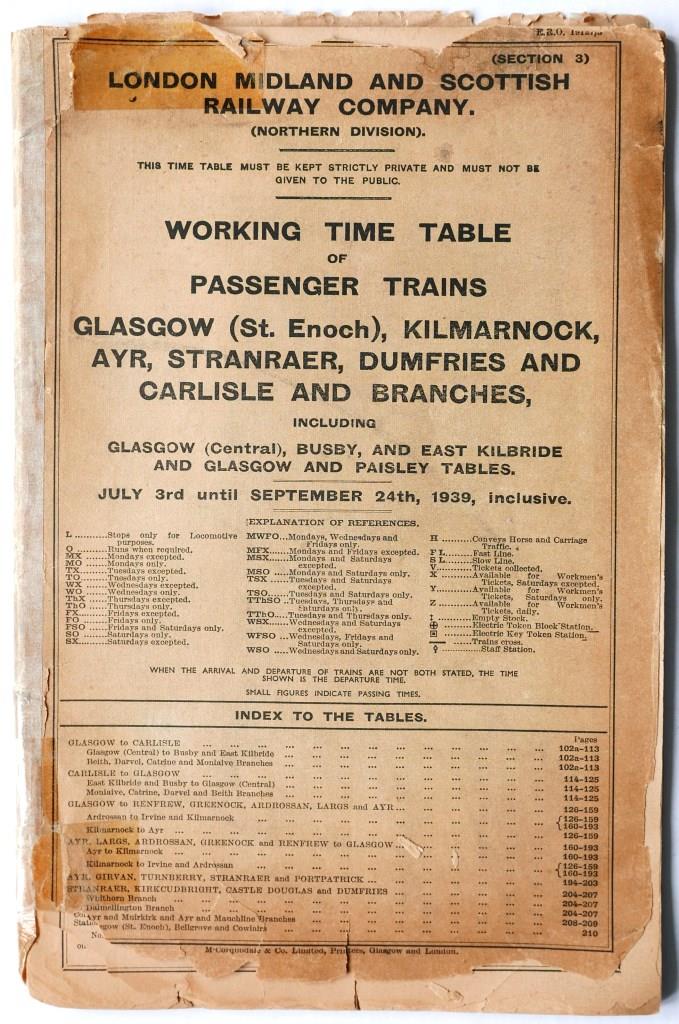 (SECTION 3)
LONDON MIDLAND AND SCOTTISH
RAILWAY COMPANY.
(NORTHERN DIVISION).
THIS TIME TABLE MUST BE KEPT STRICTLY PRIVATE AND MUST NOT BE
GIVEN TO THE PUBLIC.
WORKING TIME TABLE
OF
PASSENGER TRAINS
GLASGOW (St. Enoch), KILMARNOCK,
AYR, STRANRAER, DUMFRIES AND
CARLISLE AND BRANCHES,
INCLUDING
GLASGOW (Central), BUSBY, AND EAST KILBRIDE
AND GLASGOW AND PAISLEY TABLES.
JULY 3rd until SEPTEMBER 24th, 1939, inclusive.
EXPLANATION OF REFERENCES.
L ..........Stops only for Locomotive
purposes.
Q ..........Runs when required.
MX ..........Mondays excepted.
MO ..........Mondays only.
TX ..........Tuesdays excepted.
TO ..........Tuesdays only.
WX ..........Wednesdays excepted.
WO ..........Wednesdays only.
ThX ..........Thursdays excepted.
ThO ..........Thursdays only.
FX ..........Fridays excepted.
FO ..........Fridays only.
FSO ..........Fridays and Saturdays only.
SO ..........Saturdays only.
SX ..........Saturdays excepted.
MWFO ...Mondays, Wednesdays and
Fridays only.
MFX ......Mondays and Fridays excepted.
MSX ......Mondays and Saturdays
excepted.
MSO ......Mondays and Saturdays only.
TSX ......Tuesdays and Saturdays
excepted.
TSO ......Tuesdays and Saturdays only.
TThSO ...Tuesdays, Thursdays and
Saturdays only.
TThO ......Tuesdays and Thursdays only.
WSX ......Wednesdays and Saturdays
excepted.
WFSO ...Wednesdays, Fridays and
Saturdays only.
WSO ......Wednesdays and Saturdays only.
H ..........Conveys Horse and Carriage
Traffic.
F L ..........Fast Line.
S L ..........Slow Line.
V ..........Tickets collected.
X ..........Available for Workmen's
Tickets, Saturdays excepted.
Y ..........Available for Workmen's
Tickets, Saturdays only.
Z ..........Available for Workmen's
Tickets, daily.
..........Empty Stock.
..........Electric Token Block Station.
..........Electric Key Token Station.
..........Trains cross.
..........Staff Station.
WHEN THE ARRIVAL AND DEPARTURE OF TRAINS ARE NOT BOTH STATED, THE TIME
SHOWN IS THE DEPARTURE TIME.
SMALL FIGURES INDICATE PASSING TIMES.
INDEX TO THE TABLES.
Pages
GLASGOW to CARLISLE ... 102a-113
Glasgow (Central) to Busby and East Kilbride ... 102a-113
Beith, Darvel, Catrine and Moniaive Branches ... 102a-113
CARLISLE to GLASGOW ... 114-125
East Kilbride and Busby to Glasgow (Central) ... 114-125
Moniaive, Catrine, Darvel and Beith Branches ... 114-125
GLASGOW to RENFREW, GREENOCK, ARDROSSAN, LARGS and AYR ... 126-159
Ardrossan to Irvine and Kilmarnock ... {126-159
{160-193
Kilmarnock to Ayr ... 126-159
AYR, LARGS, ARDROSSAN, GREENOCK and RENFREW to GLASGOW ... 160-193
Ayr to Kilmarnock ... 160-193
Kilmarnock to Irvine and Ardrossan ... {126-159
{160-193
AYR, GIRVAN, TURNBERRY, STRANRAER and PORTPATRICK ... 194-203
STRANRAER, KIRKCUDBRIGHT, CASTLE DOUGLAS and DUMFRIES ... 204-207
Whithorn Branch ... 204-207
Dalmellington Branch ... 204-207
Ayr and Muirkirk and Ayr and Mauchline Branches ... 208-209
(St. Enoch), Bellgrove and Cowlairs ... 210
No.
M'Corquodale & Co. Limited, Printers, Glasgow and London.